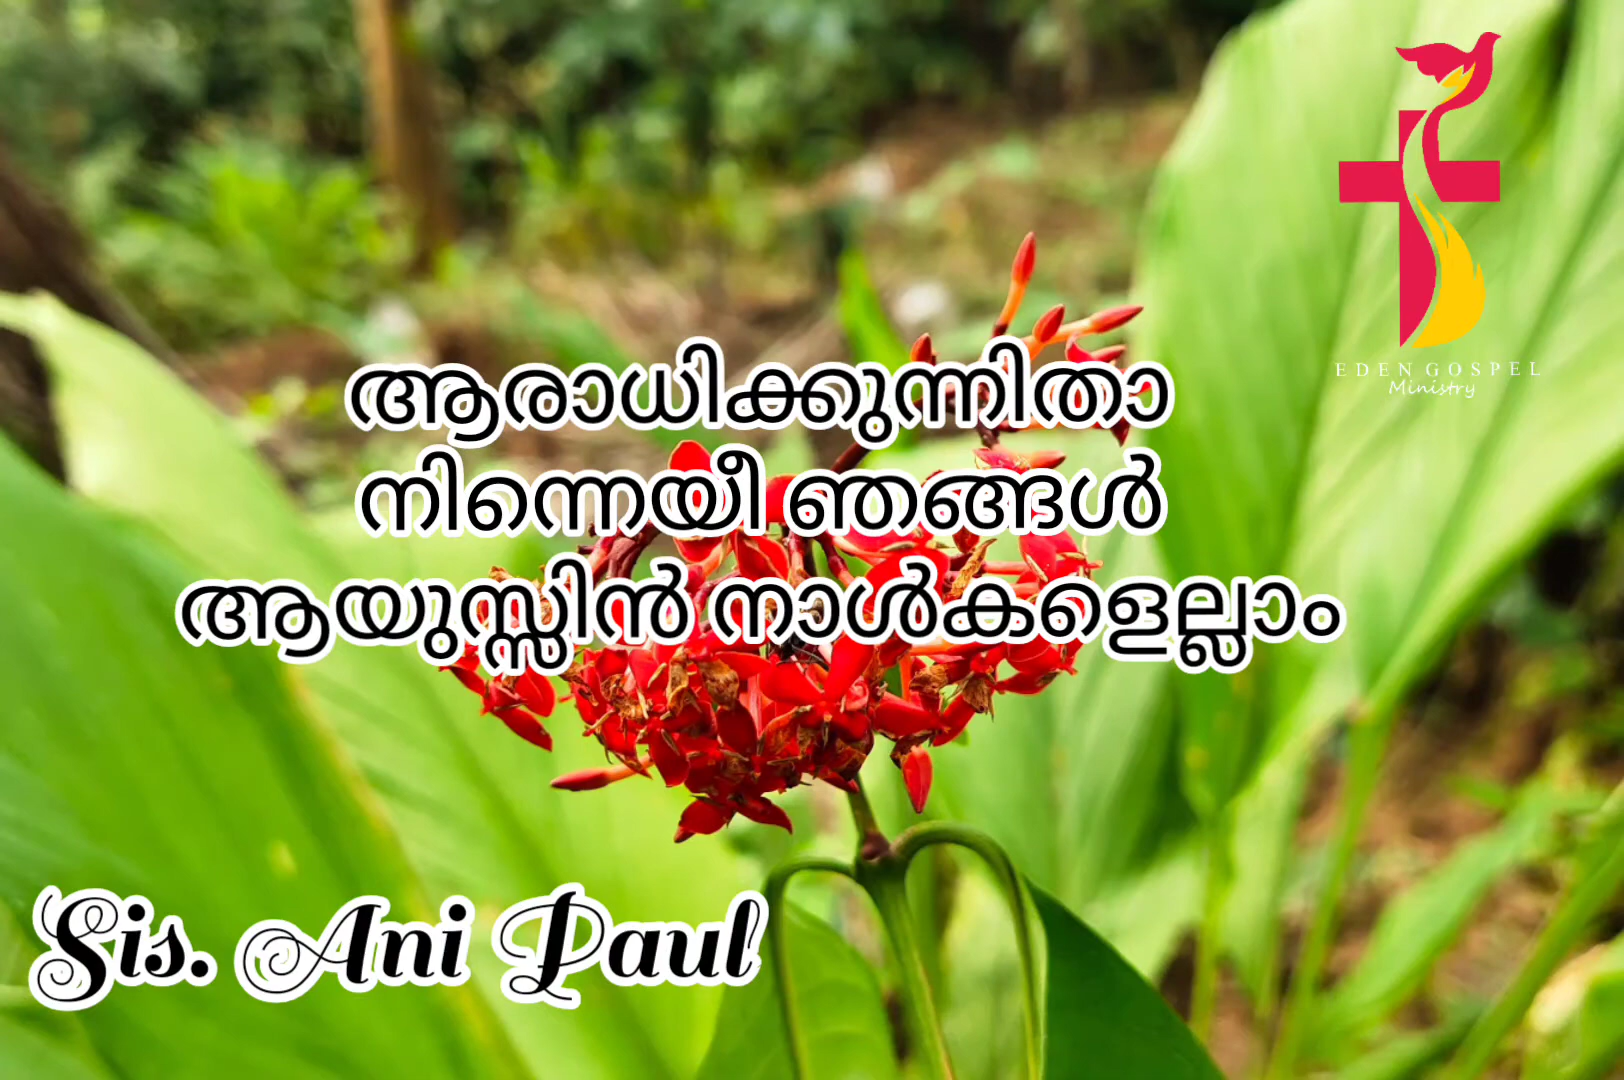 EDEN GOSPEL
Ministry
ആരാധിക്കുന്നിതാ
നിന്നെയീ ഞങ്ങൾ
ആയുസ്സിൻ നാൾകളെല്ലാം
Sis. Ani Paul